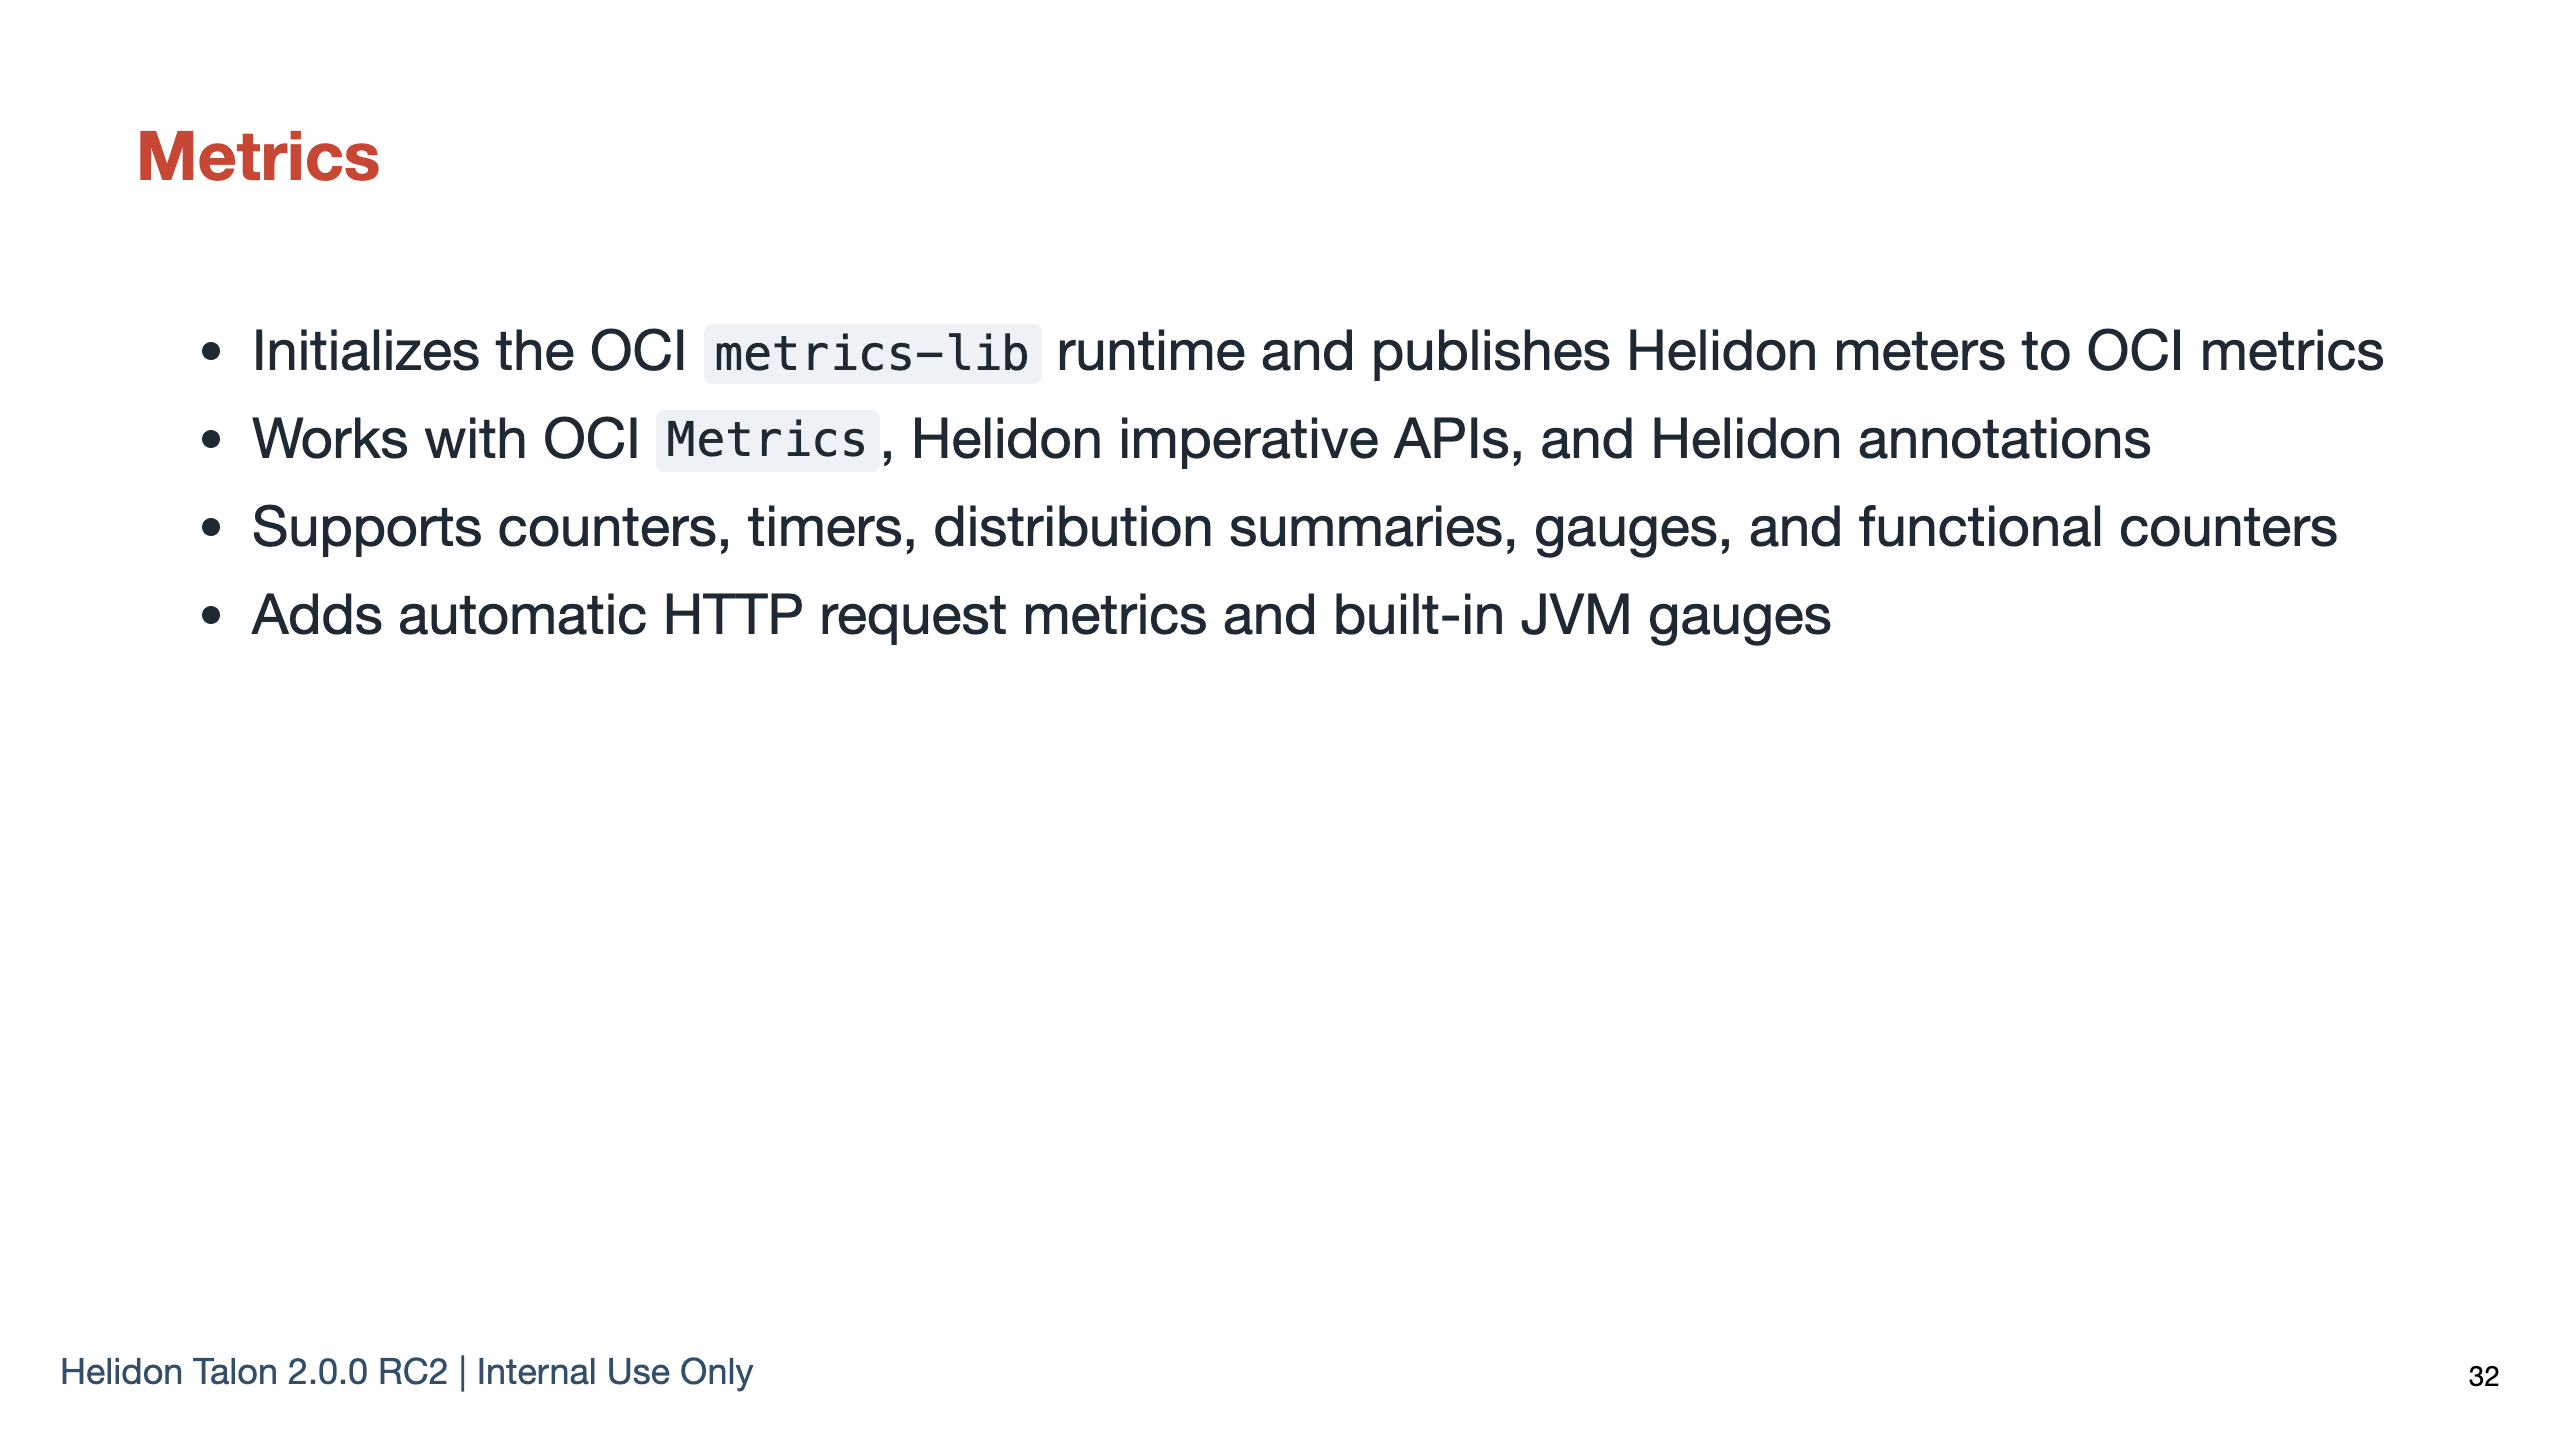 Metrics
• Initializes the OCI metrics-lib runtime and publishes Helidon meters to OCI metrics
• Works with OCI Metrics, Helidon imperative APIs, and Helidon annotations
• Supports counters, timers, distribution summaries, gauges, and functional counters
• Adds automatic HTTP request metrics and built-in JVM gauges
Helidon Talon 2.0.0 RC2 | Internal Use Only
32